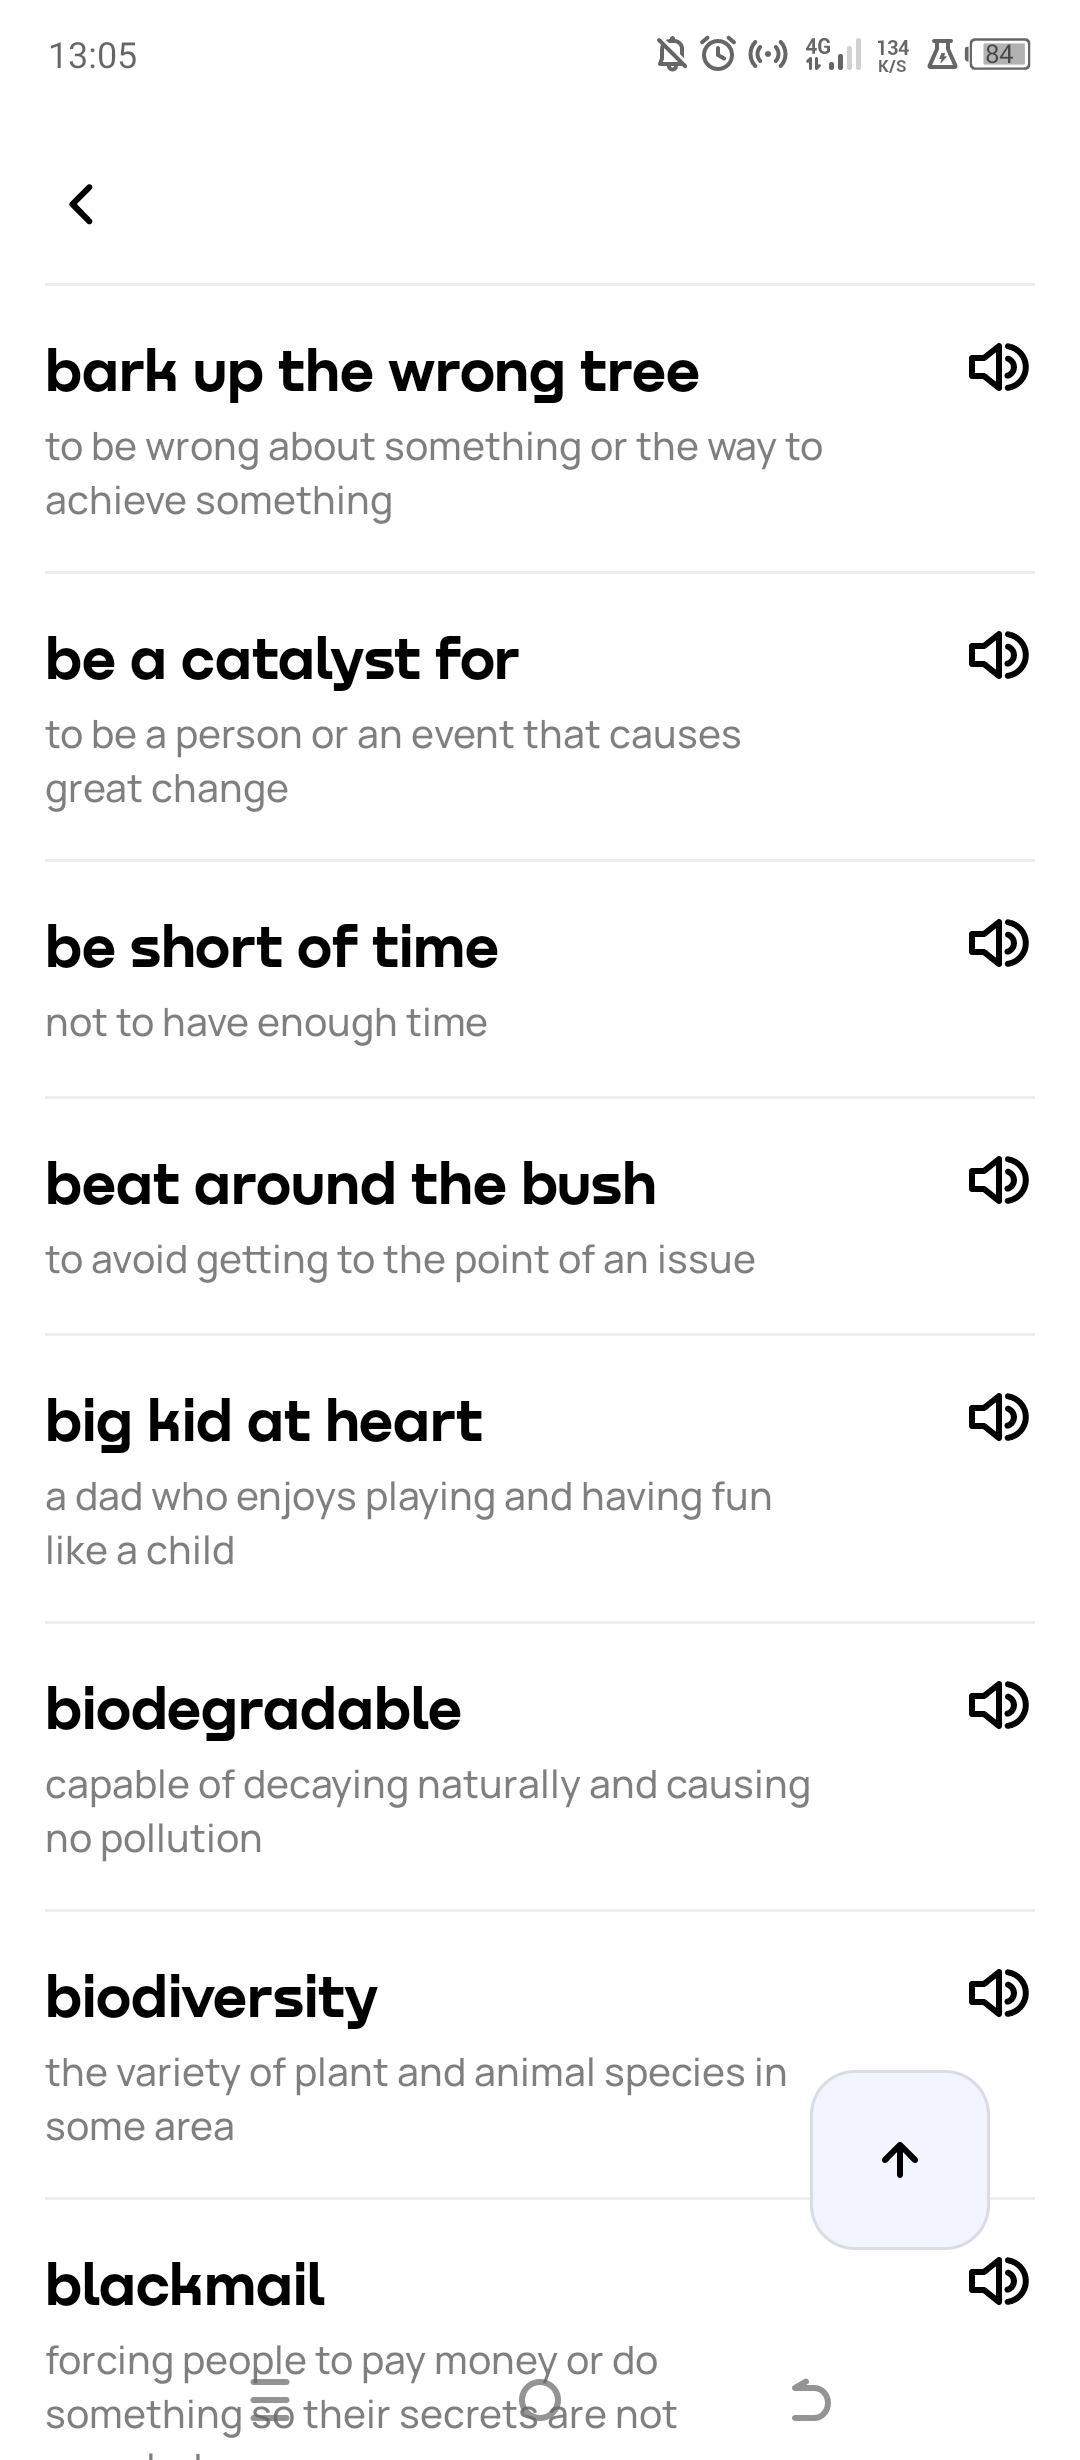 13:05
4G
134
K/S
84
bark up the wrong tree
to be wrong about something or the way to
achieve something
be a catalyst for
to be a person or an event that causes
great change
be short of time
not to have enough time
beat around the bush
to avoid getting to the point of an issue
big kid at heart
a dad who enjoys playing and having fun
like a child
biodegradable
capable of decaying naturally and causing
no pollution
biodiversity
the variety of plant and animal species in
some area
blackmail
forcing people to pay money or do
something so their secrets are not